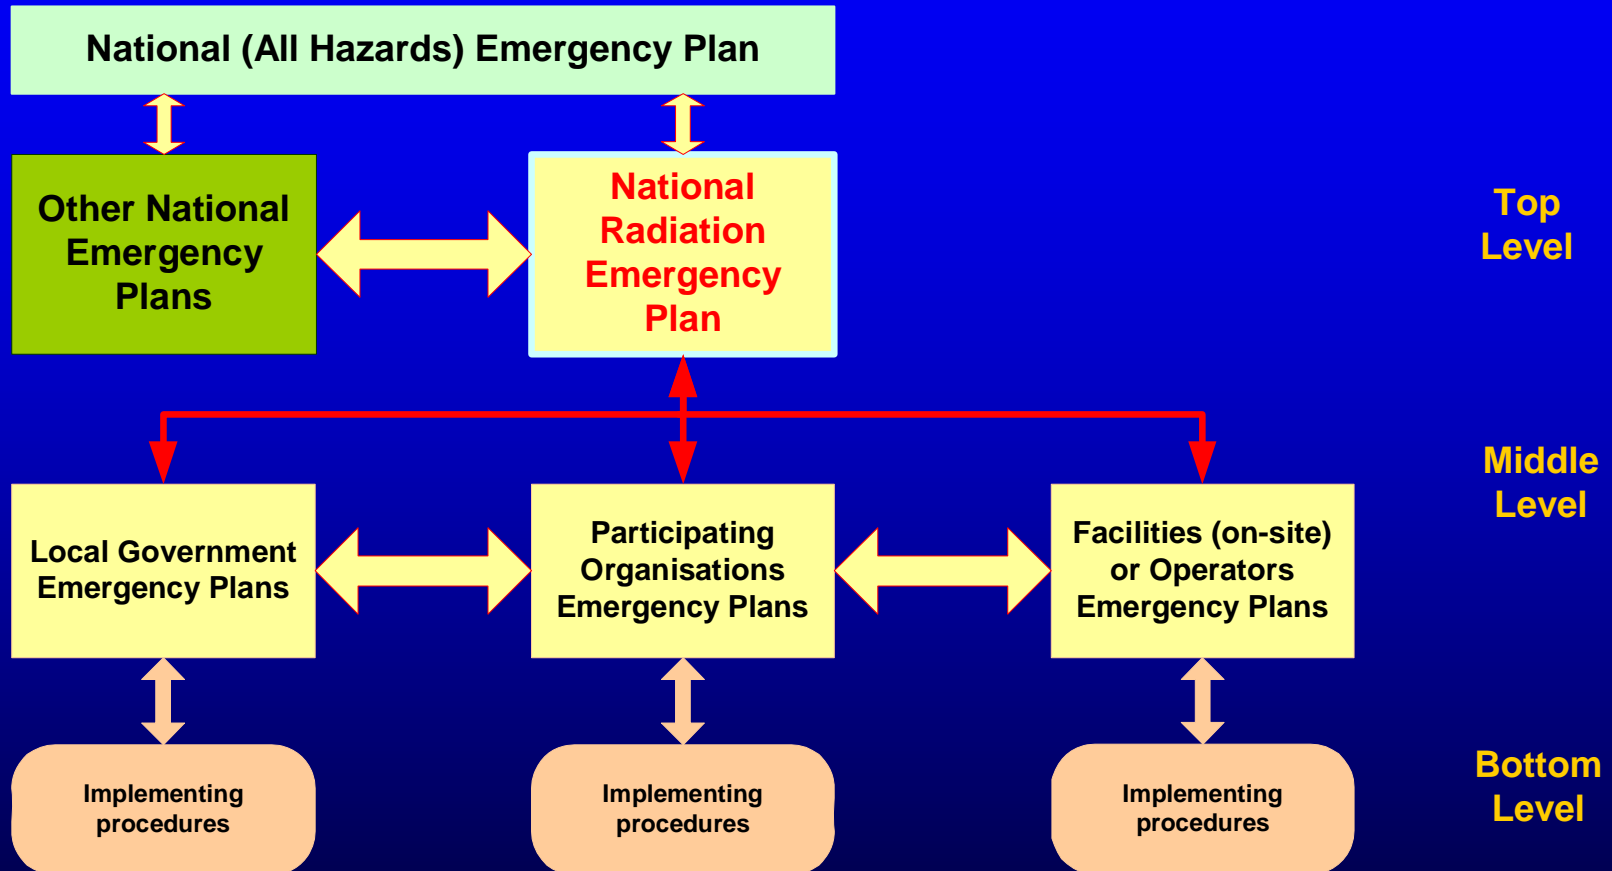 National (All Hazards) Emergency Plan
Other National
Emergency
Plans
National
Radiation
Emergency
Plan
Top
Level
Middle
Level
Local Government
Emergency Plans
Participating
Organisations
Emergency Plans
Facilities (on-site)
or Operators
Emergency Plans
Implementing
procedures
Implementing
procedures
Implementing
procedures
Bottom
Level